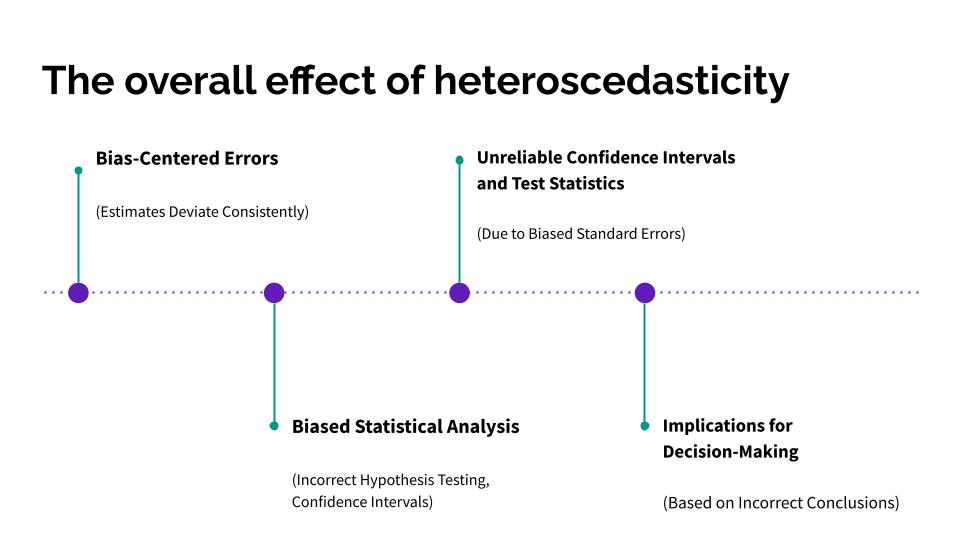 The overall effect of heteroscedasticity
Bias-Centered Errors
(Estimates Deviate Consistently)
Unreliable Confidence Intervals
and Test Statistics
(Due to Biased Standard Errors)
Biased Statistical Analysis
(Incorrect Hypothesis Testing,
Confidence Intervals)
Implications for
Decision-Making
(Based on Incorrect Conclusions)